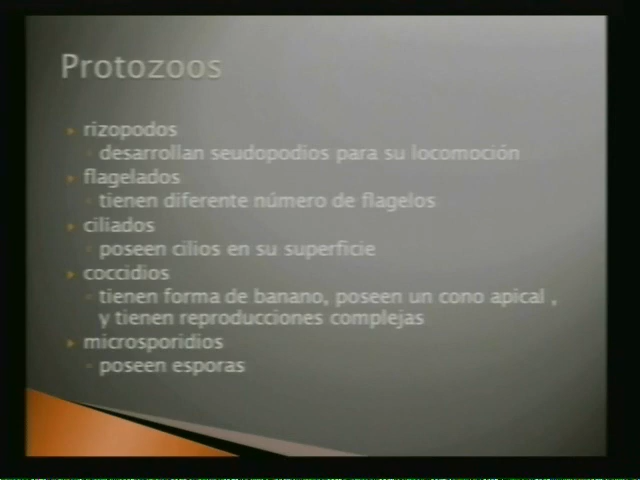 Protozoos
rizopodos
desarrollan seudopodios para su locomoción
flagelados
tienen diferente número de flagelos
ciliados
poseen cilios en su superficie
coccidios
tienen forma de banano, poseen un cono apical ,
y tienen reproducciones complejas
microsporidios
poseen esporas